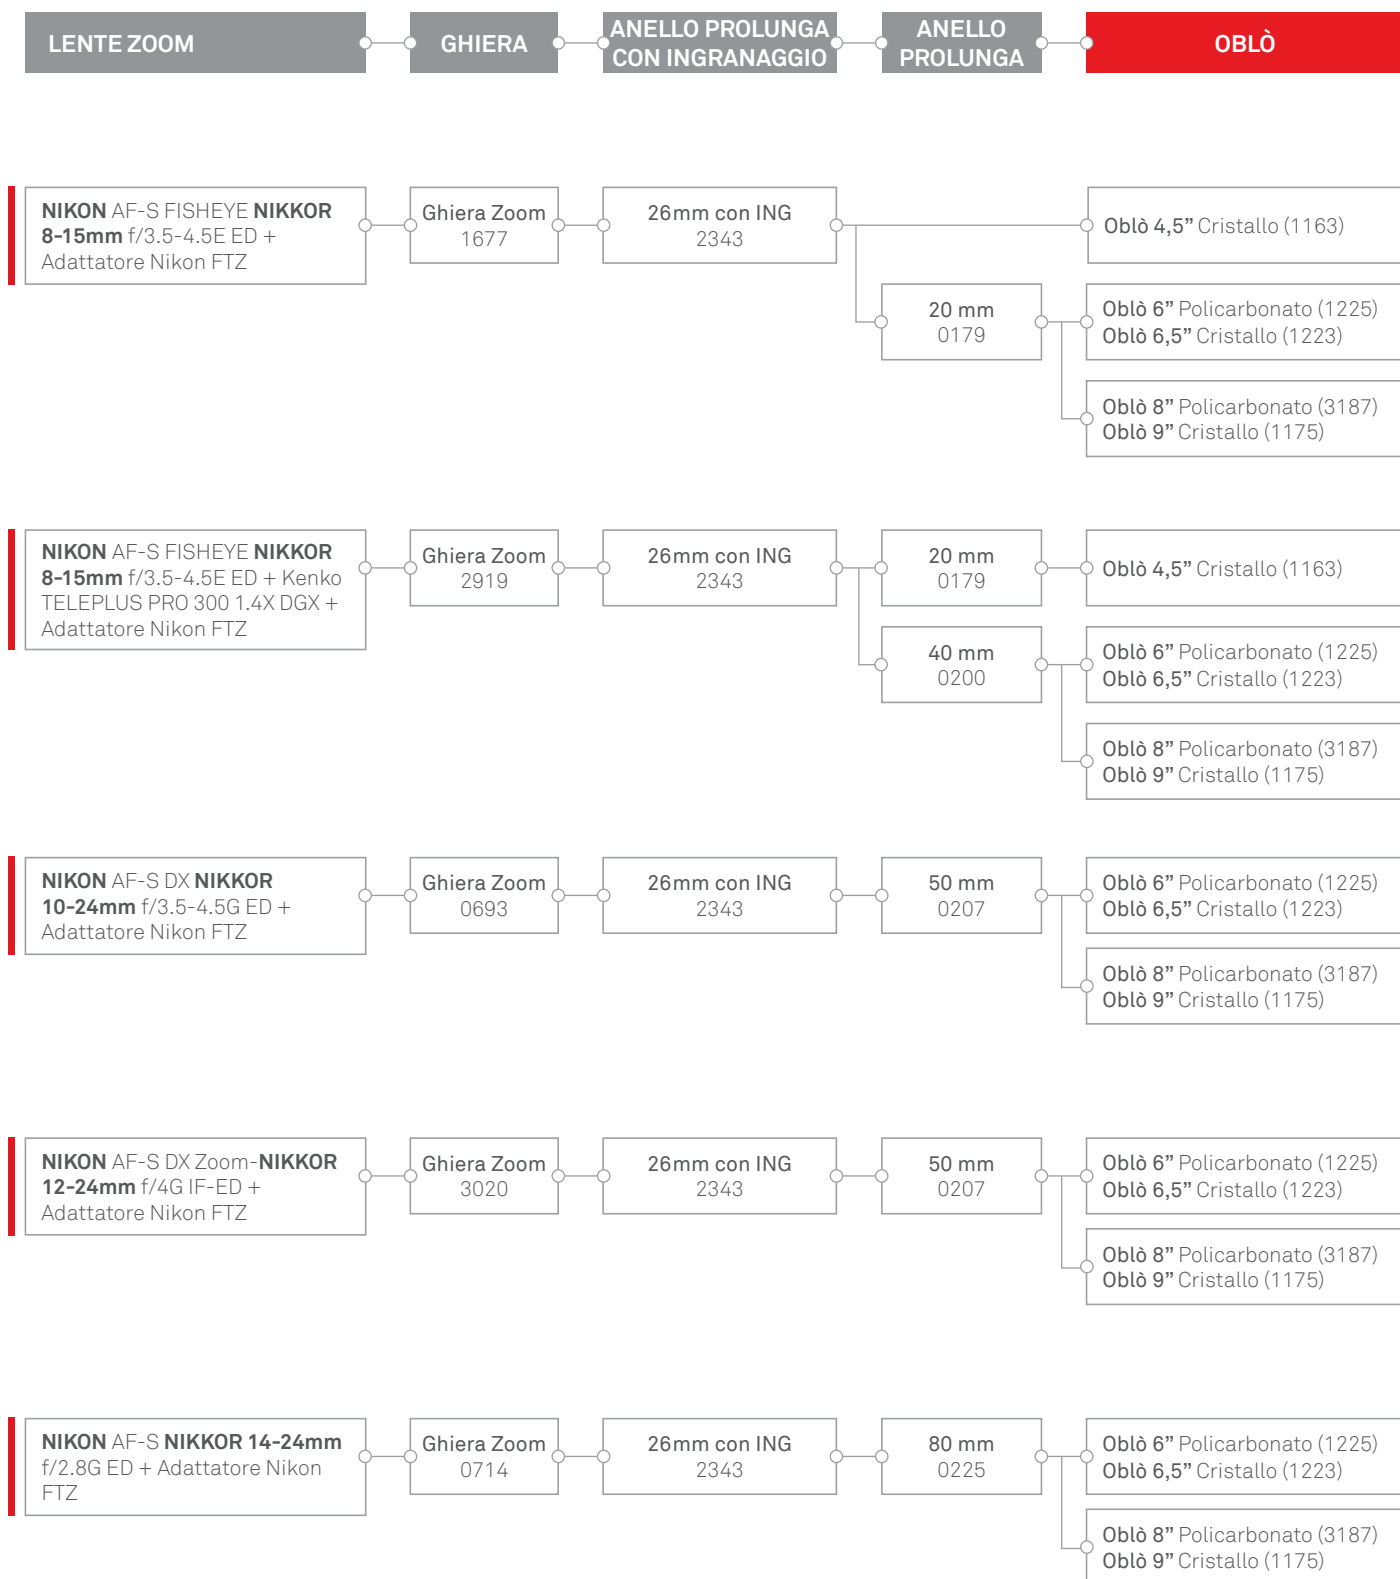 LENTE ZOOM
GHIERA
ANELLO PROLUNGA
CON INGRANAGGIO
ANELLO
PROLUNGA
OBLÒ
NIKON AF-S FISHEYE NIKKOR
8-15mm f/3.5-4.5E ED +
Adattatore Nikon FTZ
Ghiera Zoom
1677
26mm con ING
2343
Oblò 4,5” Cristallo (1163)
20 mm
0179
Oblò 6” Policarbonato (1225)
Oblò 6,5” Cristallo (1223)
Oblò 8” Policarbonato (3187)
Oblò 9” Cristallo (1175)
NIKON AF-S FISHEYE NIKKOR
8-15mm f/3.5-4.5E ED + Kenko
TELEPLUS PRO 300 1.4X DGX +
Adattatore Nikon FTZ
Ghiera Zoom
2919
26mm con ING
2343
20 mm
0179
Oblò 4,5” Cristallo (1163)
40 mm
0200
Oblò 6” Policarbonato (1225)
Oblò 6,5” Cristallo (1223)
Oblò 8” Policarbonato (3187)
Oblò 9” Cristallo (1175)
NIKON AF-S DX NIKKOR
10-24mm f/3.5-4.5G ED +
Adattatore Nikon FTZ
Ghiera Zoom
0693
26mm con ING
2343
50 mm
0207
Oblò 6” Policarbonato (1225)
Oblò 6,5” Cristallo (1223)
Oblò 8” Policarbonato (3187)
Oblò 9” Cristallo (1175)
NIKON AF-S DX Zoom-NIKKOR
12-24mm f/4G IF-ED +
Adattatore Nikon FTZ
Ghiera Zoom
3020
26mm con ING
2343
50 mm
0207
Oblò 6” Policarbonato (1225)
Oblò 6,5” Cristallo (1223)
Oblò 8” Policarbonato (3187)
Oblò 9” Cristallo (1175)
NIKON AF-S NIKKOR 14-24mm
f/2.8G ED + Adattatore Nikon
FTZ
Ghiera Zoom
0714
26mm con ING
2343
80 mm
0225
Oblò 6” Policarbonato (1225)
Oblò 6,5” Cristallo (1223)
Oblò 8” Policarbonato (3187)
Oblò 9” Cristallo (1175)